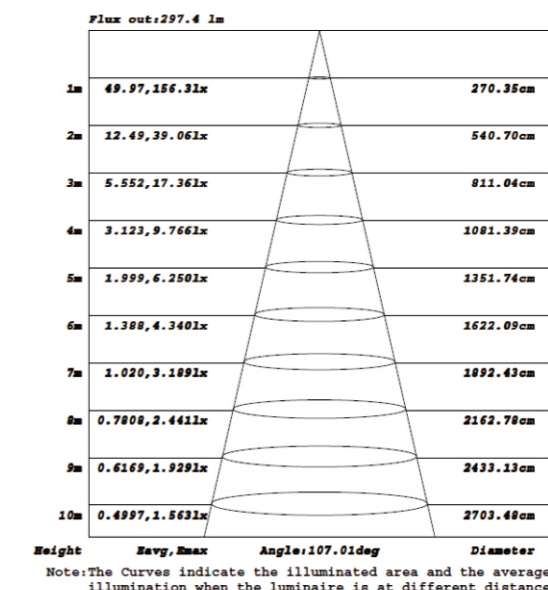 Flux out:297.4 lm
1m 49.97,156.3lx 270.35cm
2m 12.49,39.06lx 540.70cm
3m 5.552,17.36lx 811.04cm
4m 3.123,9.766lx 1081.39cm
5m 1.999,6.250lx 1351.74cm
6m 1.388,4.340lx 1622.09cm
7m 1.020,3.189lx 1892.43cm
8m 0.7808,2.441lx 2162.78cm
9m 0.6169,1.929lx 2433.13cm
10m 0.4997,1.563lx 2703.48cm
Height Eavg,Emax Angle:107.01deg Diameter
Note:The Curves indicate the illuminated area and the average
illumination when the luminaire is at different distance